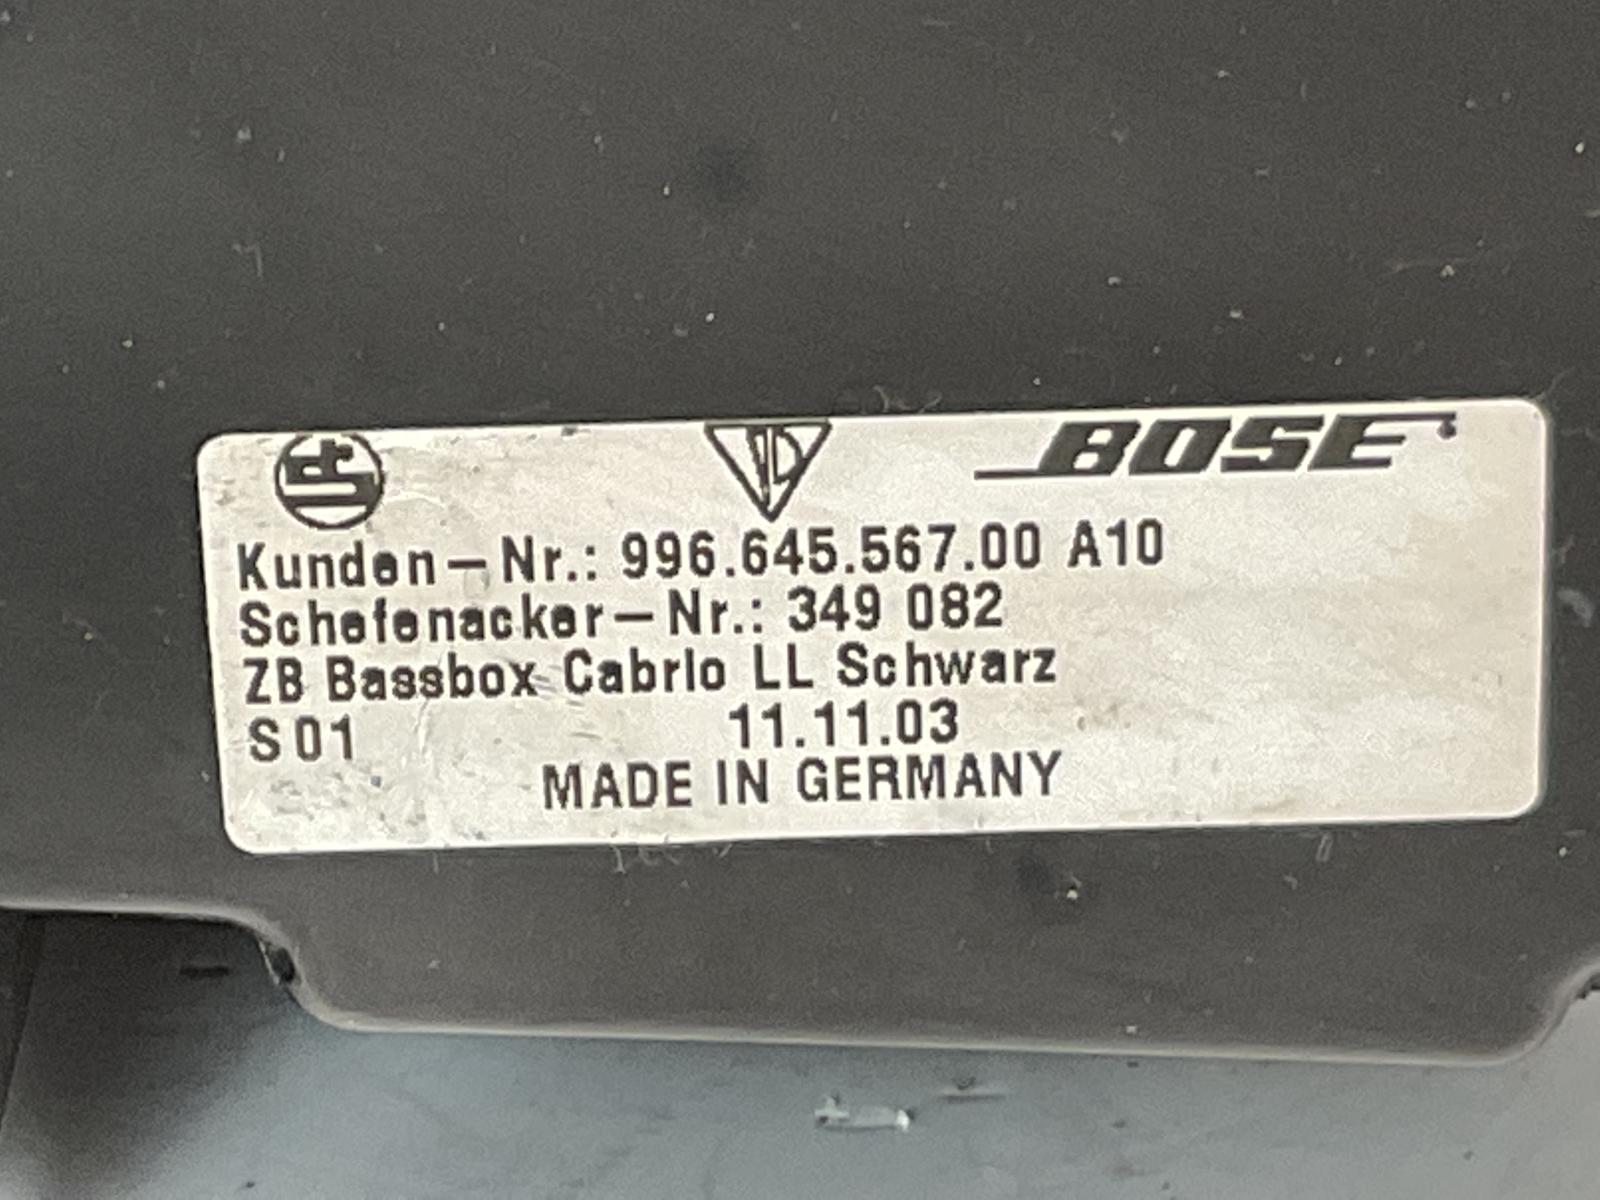 BOSE
Kunden-Nr.: 996.645.567.00 A10
Schefenacker-Nr.: 349 082
ZB Bassbox Cabrio LL Schwarz
S01 11.11.03
MADE IN GERMANY